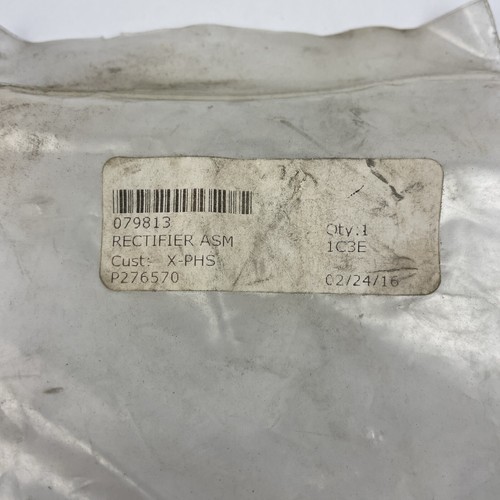 079813
RECTIFIER ASM
Qty:1
1C3E
Cust: X-PHS
P276570
02/24/16